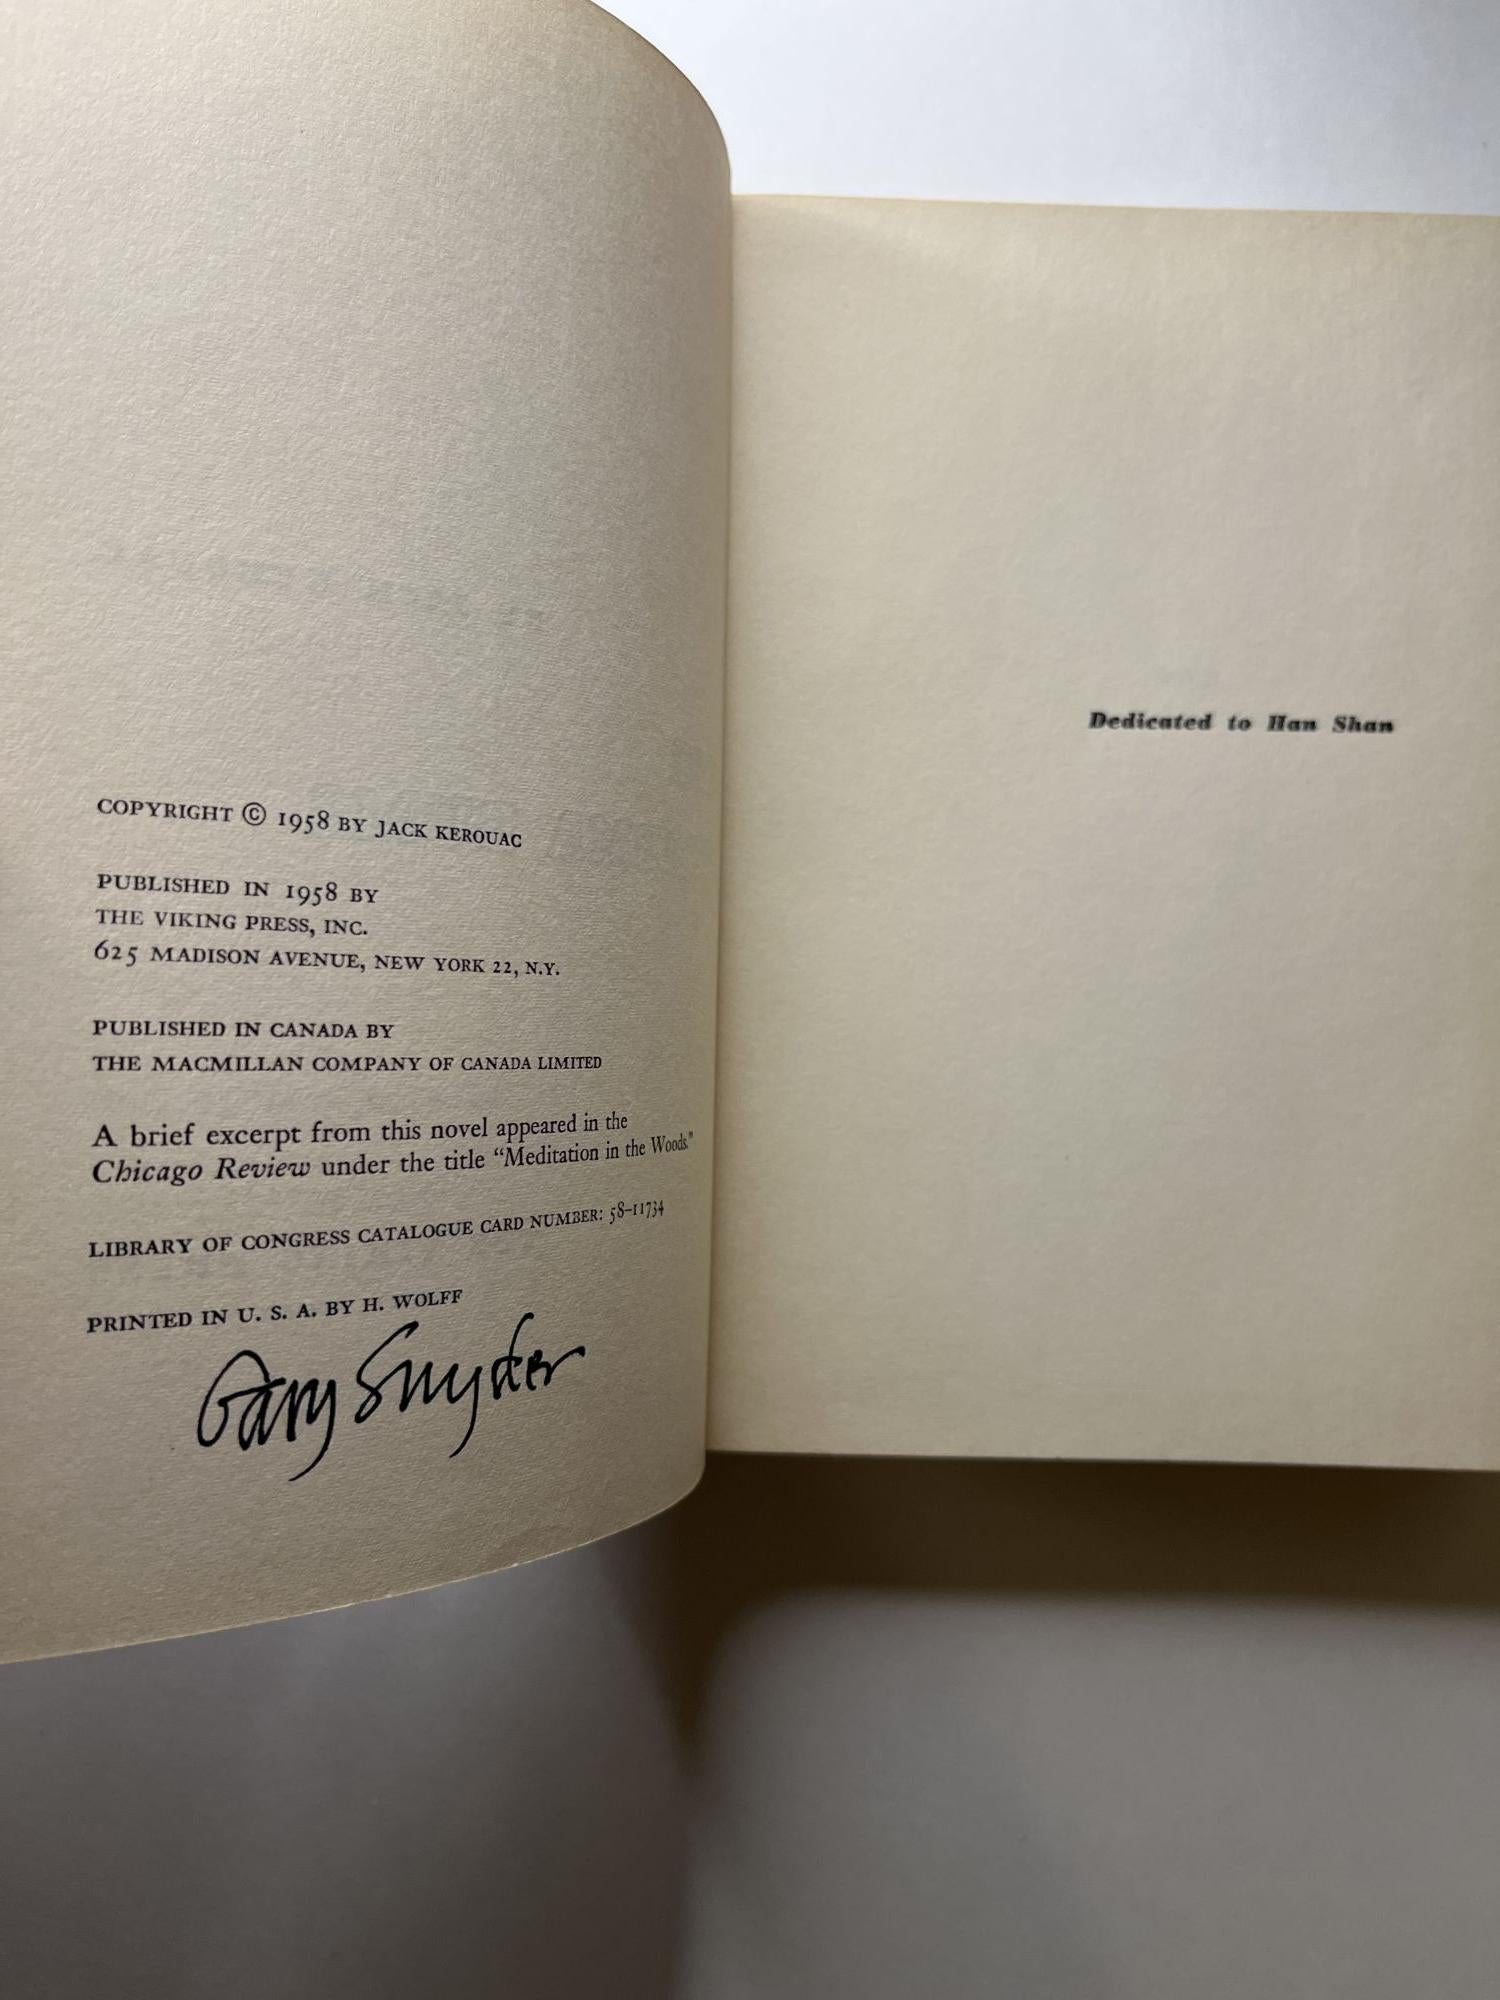 COPYRIGHT © 1958 BY JACK KEROUAC
PUBLISHED IN 1958 BY
THE VIKING PRESS, INC.
625 MADISON AVENUE, NEW YORK 22, N.Y.
PUBLISHED IN CANADA BY
THE MACMILLAN COMPANY OF CANADA LIMITED
A brief excerpt from this novel appeared in the
Chicago Review under the title “Meditation in the Woods.”
LIBRARY OF CONGRESS CATALOGUE CARD NUMBER: 58–11734
PRINTED IN U. S. A. BY H. WOLFF
Gary Snyder
Dedicated to Han Shan